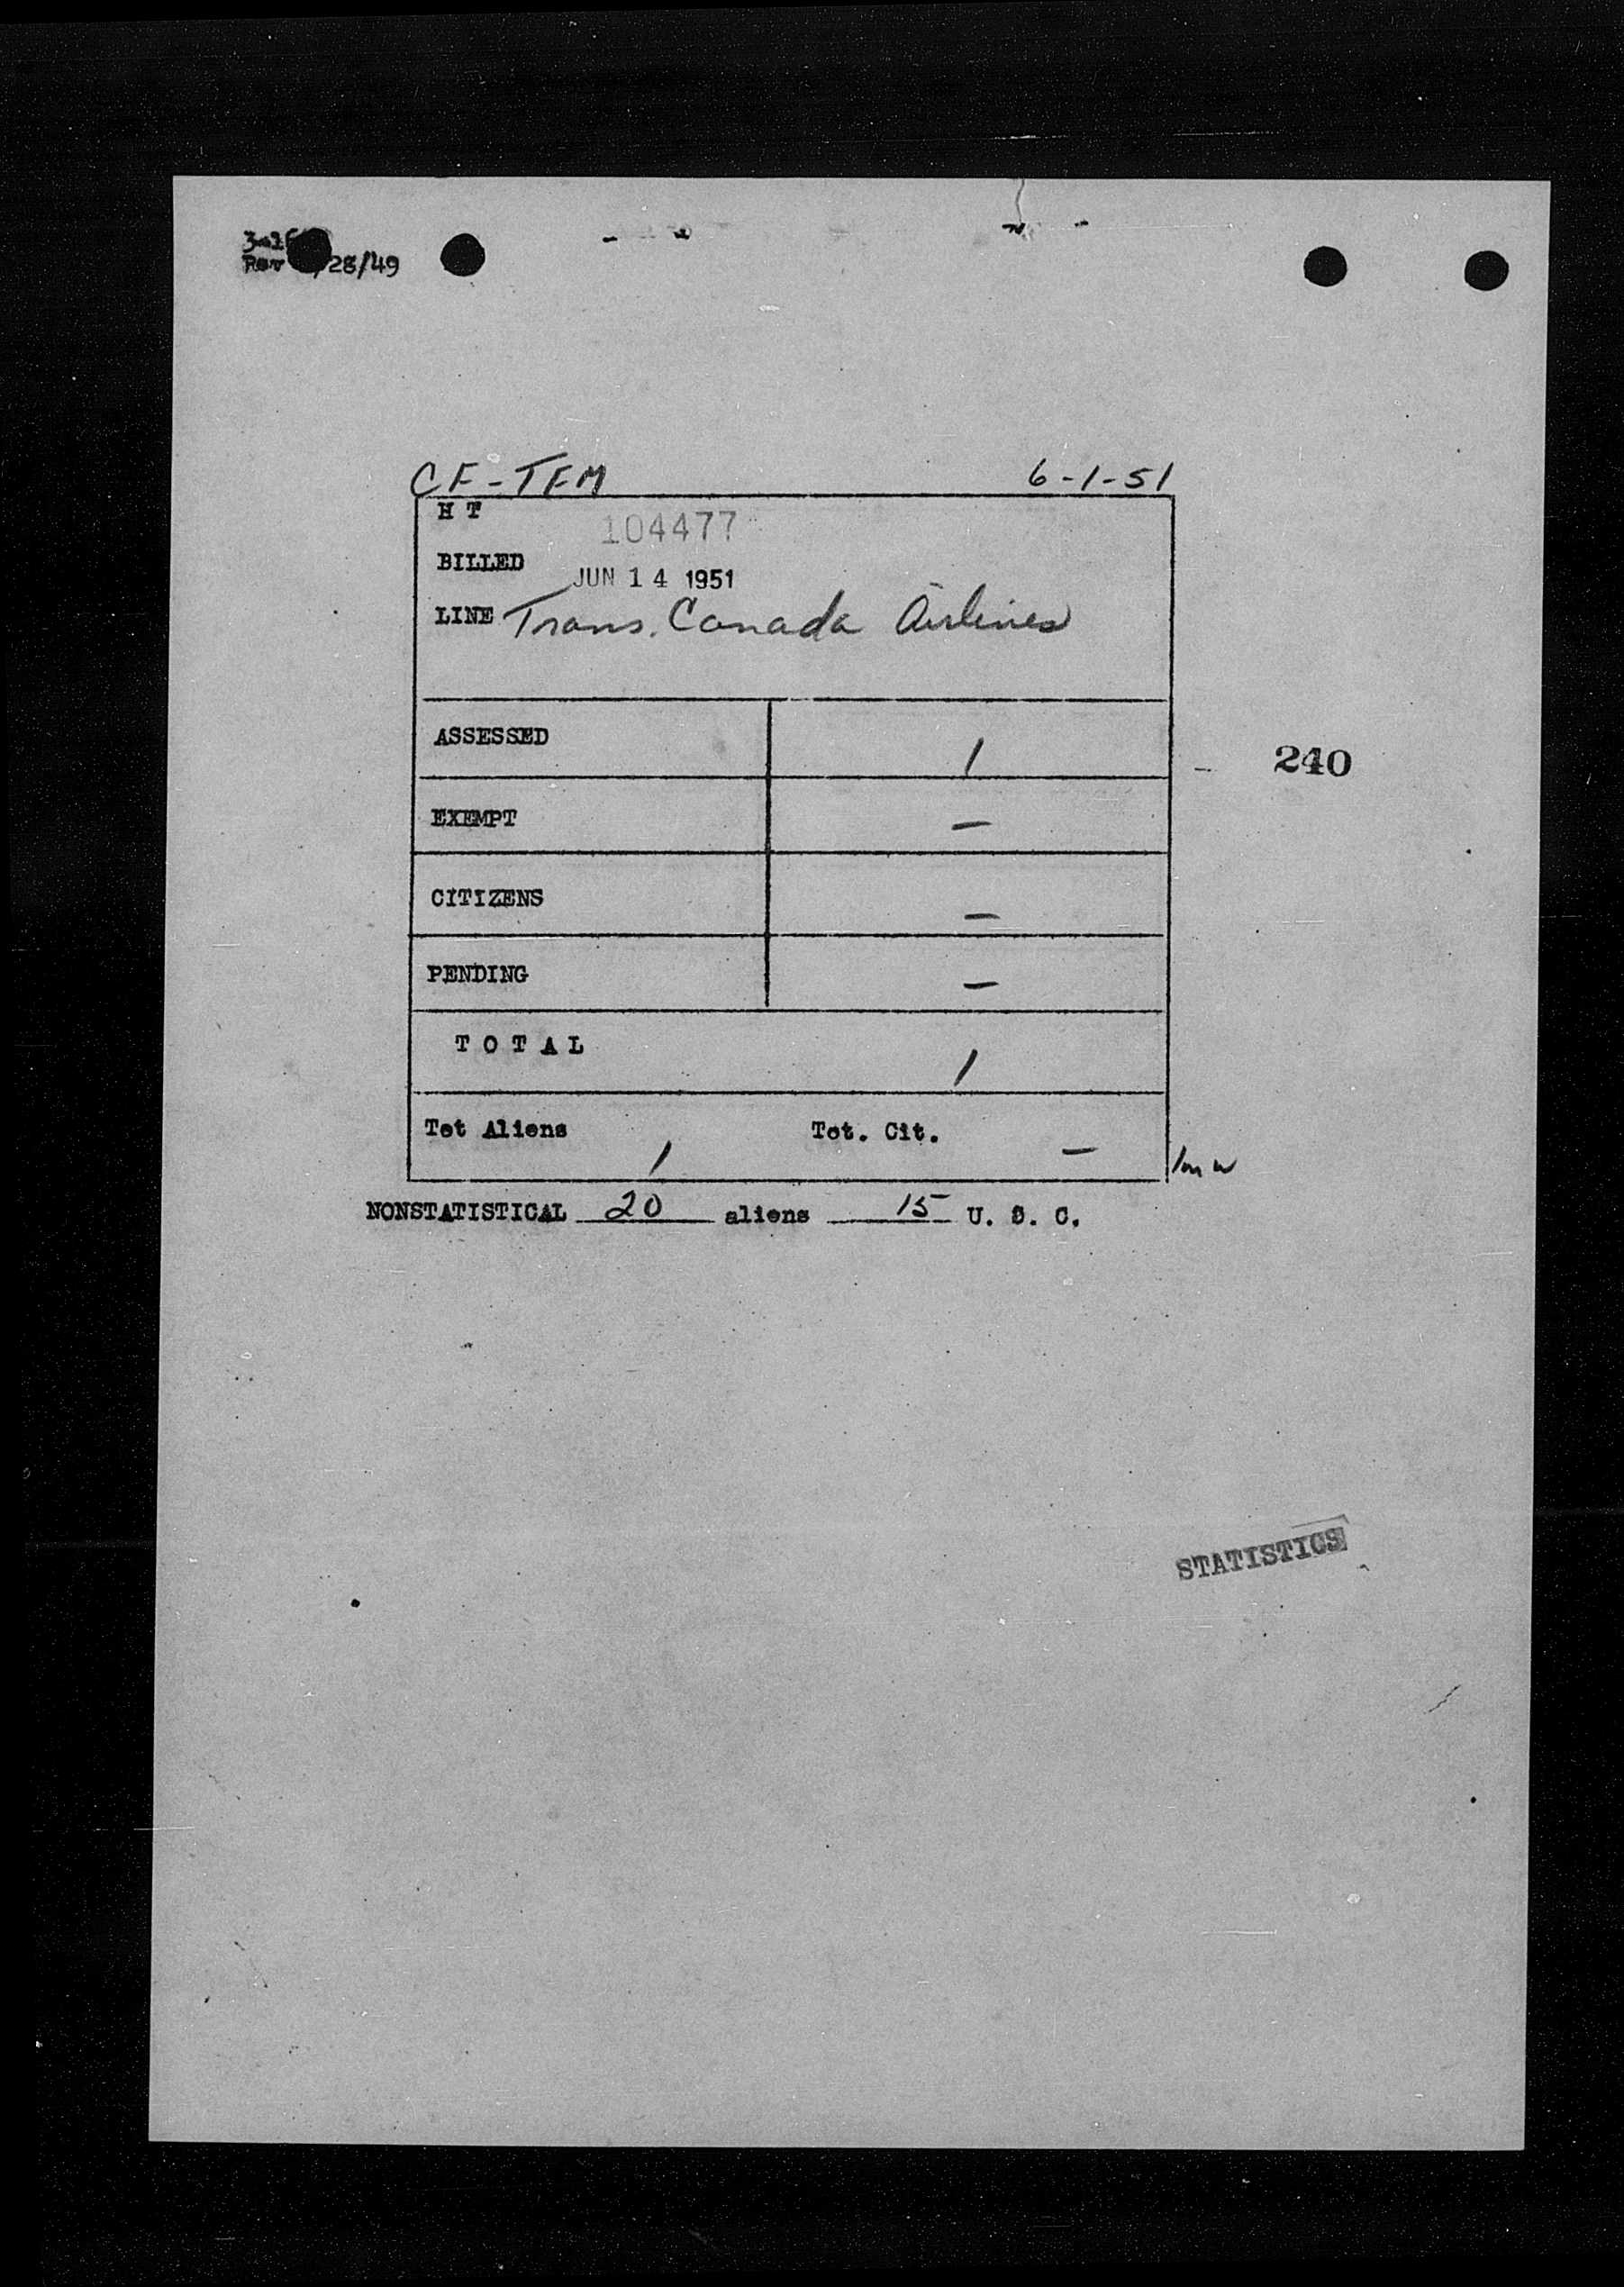 Rev /28/49
CF-TFM 6-1-51
H T
104477
BILLED
JUN 14 1951
LINE Trans. Canada Airlines
ASSESSED 1
240
EXEMPT —
CITIZENS —
PENDING —
T O T A L 1
Tot Aliens 1 Tot. Cit. —
NONSTATISTICAL 20 aliens 15 U. S. C.
STATISTICS